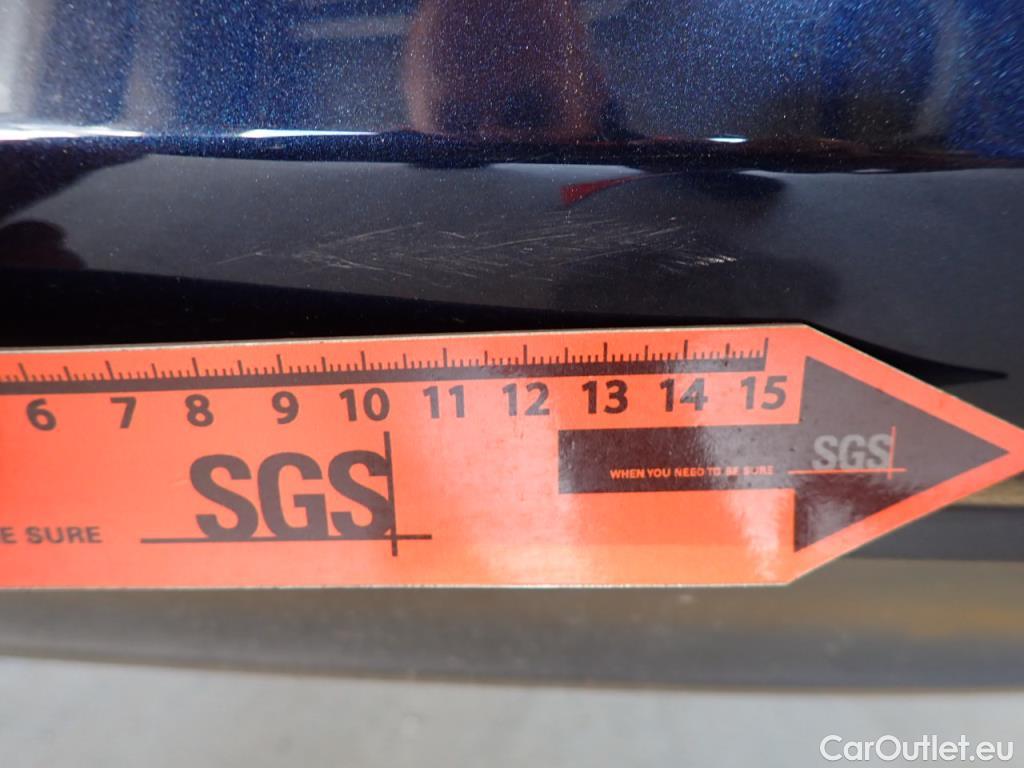 6 7 8 9 10 11 12 13 14 15
SGS
WHEN YOU NEED TO BE SURE SGS
E SURE
CarOutlet.eu